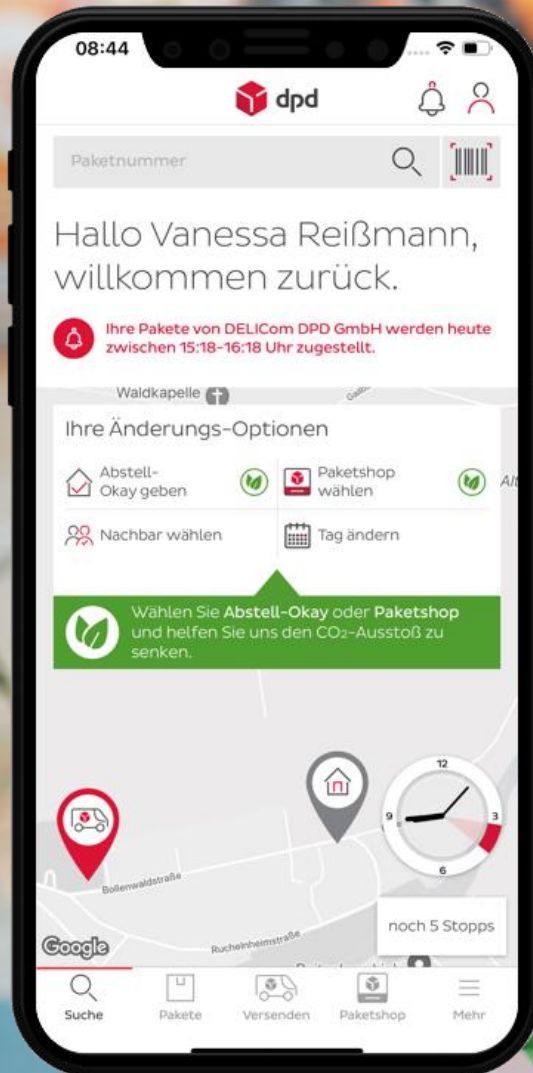 08:44
dpd
Paketnummer
Hallo Vanessa Reißmann,
willkommen zurück.
Ihre Pakete von DELICom DPD GmbH werden heute
zwischen 15:18-16:18 Uhr zugestellt.
Waldkapelle
Ihre Änderungs-Optionen
Abstell-
Okay geben
Paketshop
wählen
Nachbar wählen
Tag ändern
Wählen Sie Abstell-Okay oder Paketshop
und helfen Sie uns den CO2-Ausstoß zu
senken.
12
9
3
6
Bollenwaldstraße
noch 5 Stopps
Google
Ruchelnheimstraße
Suche
Pakete
Versenden
Paketshop
Mehr